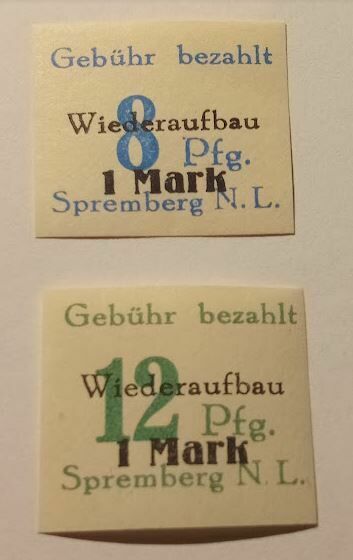 Gebühr bezahlt
Wiederaufbau
8 Pfg.
1 Mark
Spremberg N. L.
Gebühr bezahlt
Wiederaufbau
12 Pfg.
1 Mark
Spremberg N. L.